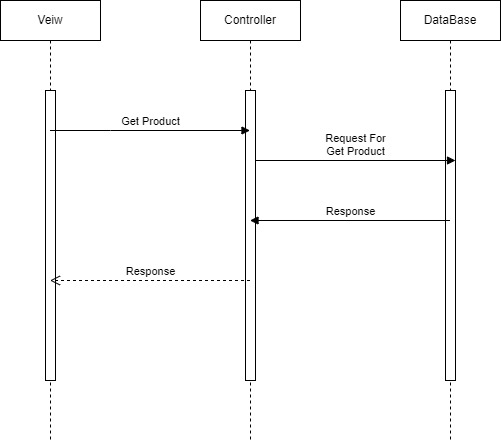 Veiw
Controller
DataBase
Get Product
Request For
Get Product
Response
Response